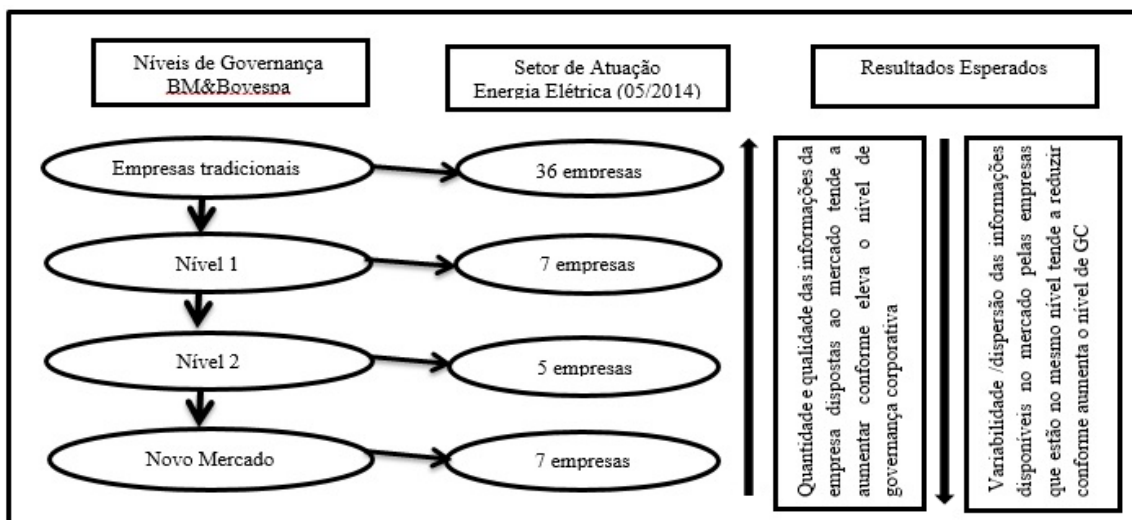 Níveis de Governança
BM&Bovespa
Setor de Atuação
Energia Elétrica (05/2014)
Resultados Esperados
Empresas tradicionais
36 empresas
Nível 1
7 empresas
Nível 2
5 empresas
Novo Mercado
7 empresas
Quantidade e qualidade das informações da
empresa dispostas ao mercado tende a
aumentar conforme eleva o nível de
governança corporativa
Variabilidade /dispersão das informações
disponíveis no mercado pelas empresas
que estão no mesmo nível tende a reduzir
conforme aumenta o nível de GC